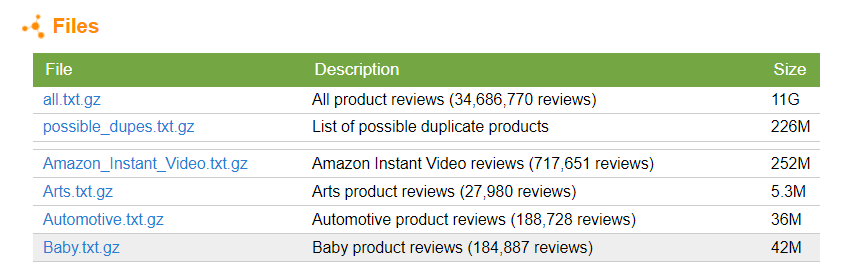 Files
File Description Size
all.txt.gz All product reviews (34,686,770 reviews) 11G
possible_dupes.txt.gz List of possible duplicate products 226M
Amazon_Instant_Video.txt.gz Amazon Instant Video reviews (717,651 reviews) 252M
Arts.txt.gz Arts product reviews (27,980 reviews) 5.3M
Automotive.txt.gz Automotive product reviews (188,728 reviews) 36M
Baby.txt.gz Baby product reviews (184,887 reviews) 42M